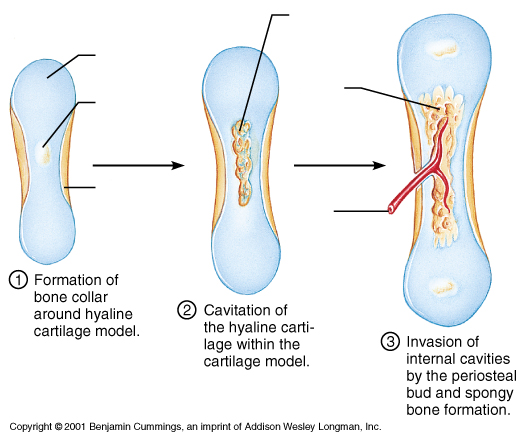 1 Formation of
bone collar
around hyaline
cartilage model.
2 Cavitation of
the hyaline carti-
lage within the
cartilage model.
3 Invasion of
internal cavities
by the periosteal
bud and spongy
bone formation.
Copyright © 2001 Benjamin Cummings, an imprint of Addison Wesley Longman, Inc.